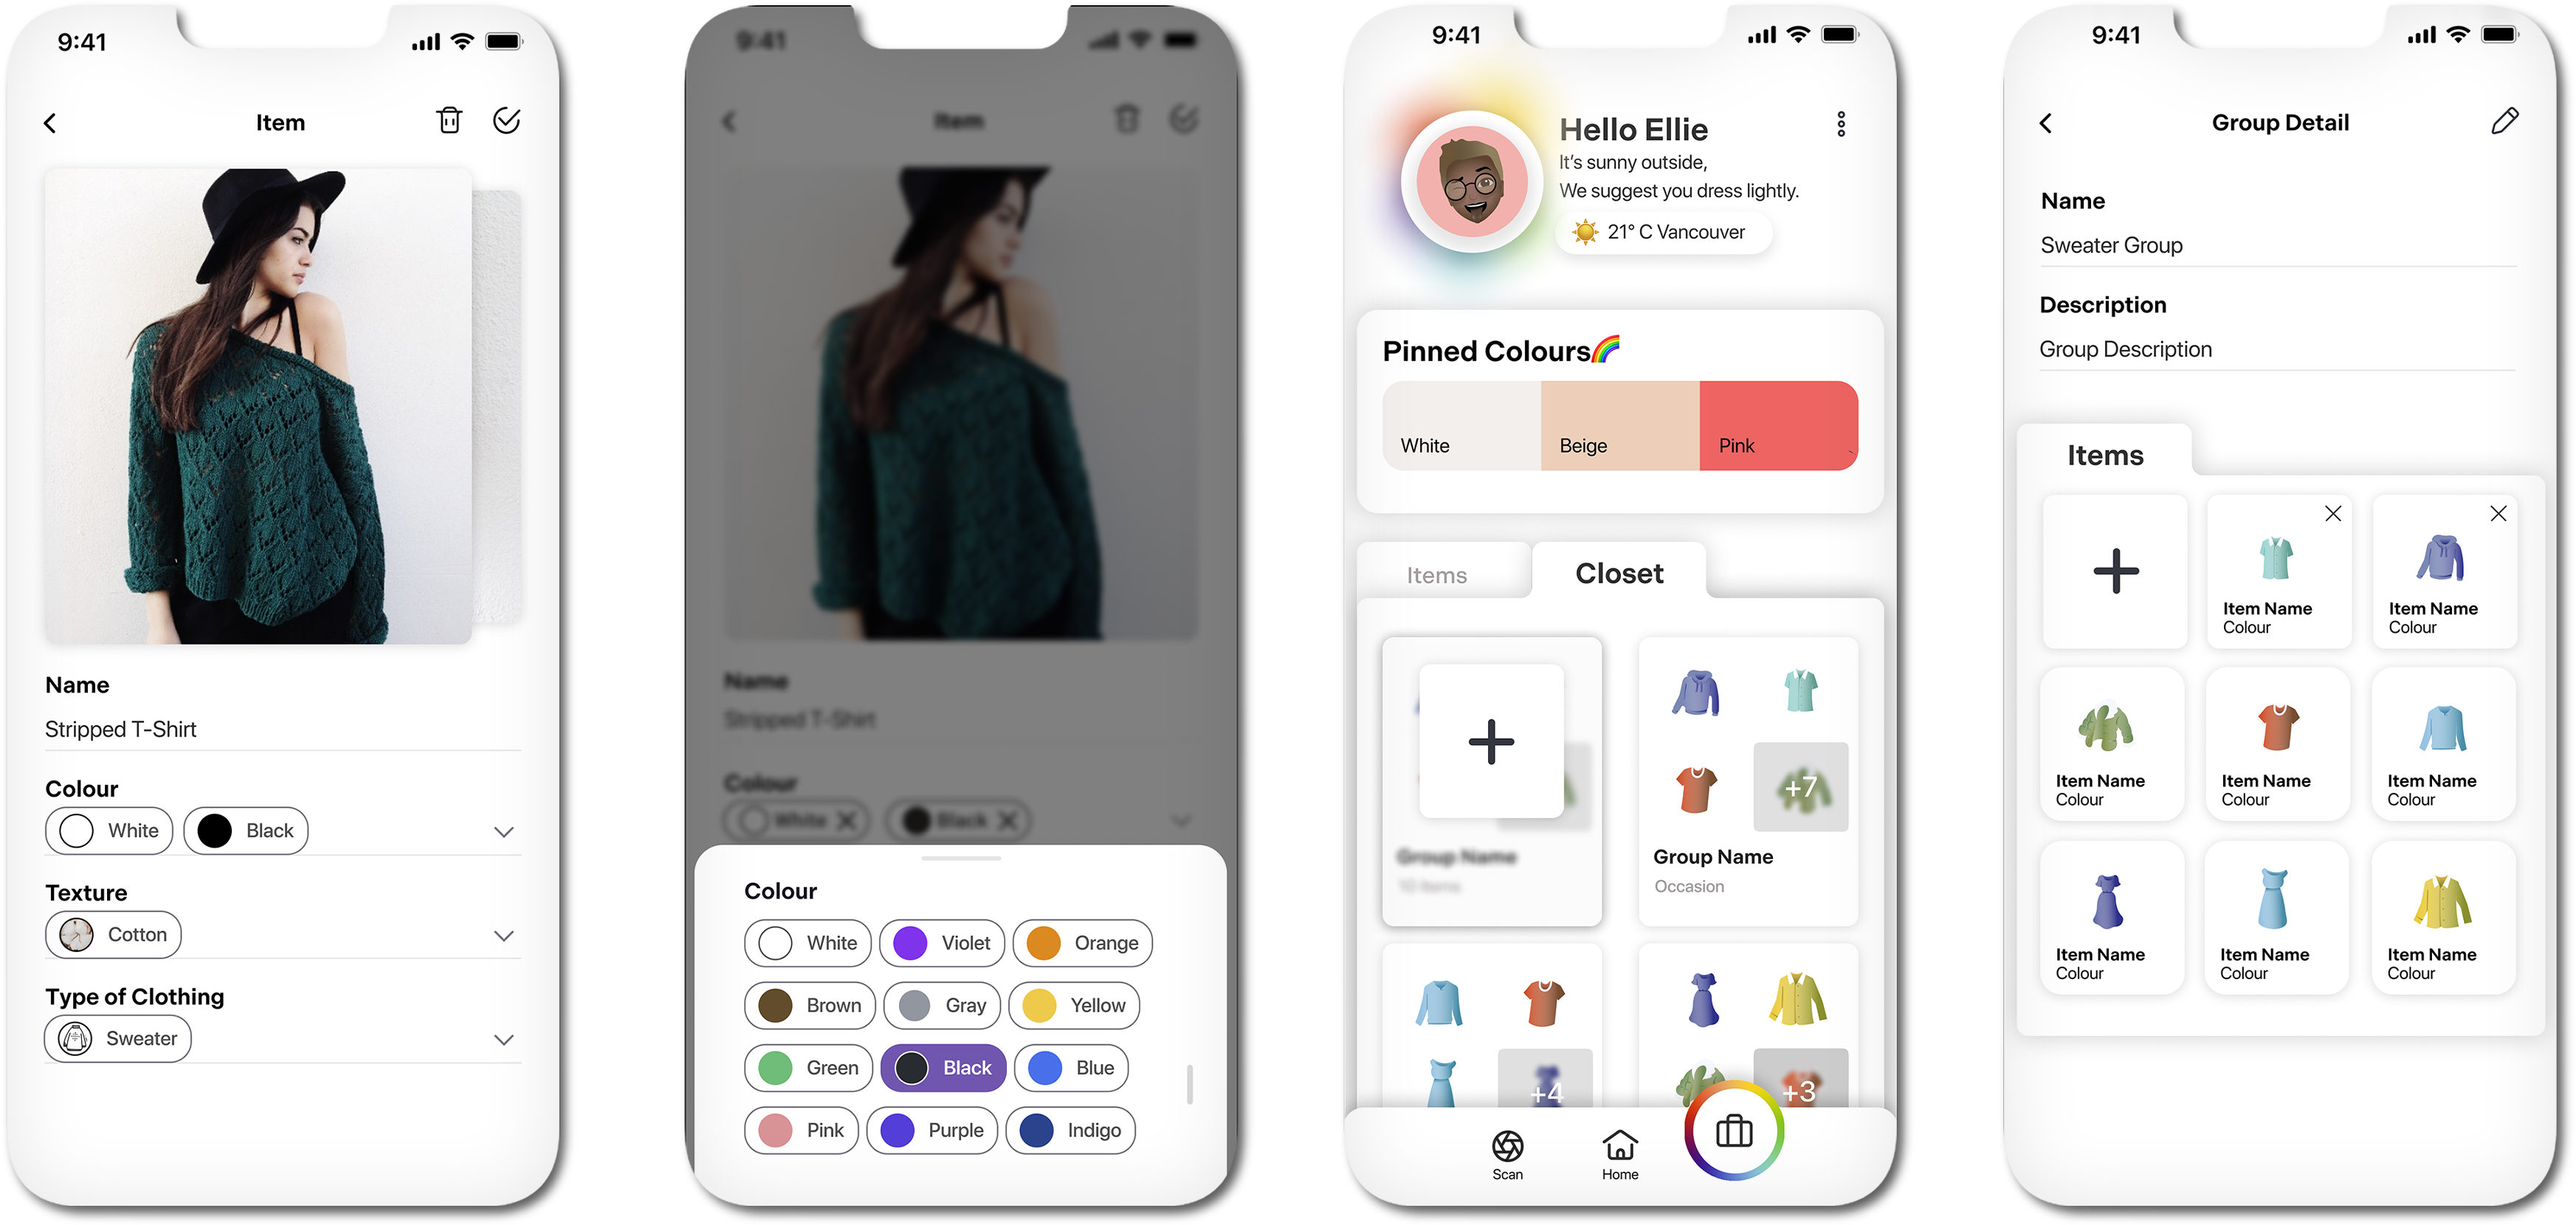 9:41
Item
Name
Stripped T-Shirt
Colour
White
Black
Texture
Cotton
Type of Clothing
Sweater
9:41
Item
Name
Stripped T-Shirt
Colour
White
Black
Colour
White
Violet
Orange
Brown
Gray
Yellow
Green
Black
Blue
Pink
Purple
Indigo
9:41
Hello Ellie
It's sunny outside,
We suggest you dress lightly.
21° C Vancouver
Pinned Colours
White
Beige
Pink
Items
Closet
Group Name
10 Items
+7
Group Name
Occasion
+4
+3
Scan
Home
9:41
Group Detail
Name
Sweater Group
Description
Group Description
Items
Item Name
Colour
Item Name
Colour
Item Name
Colour
Item Name
Colour
Item Name
Colour
Item Name
Colour
Item Name
Colour
Item Name
Colour